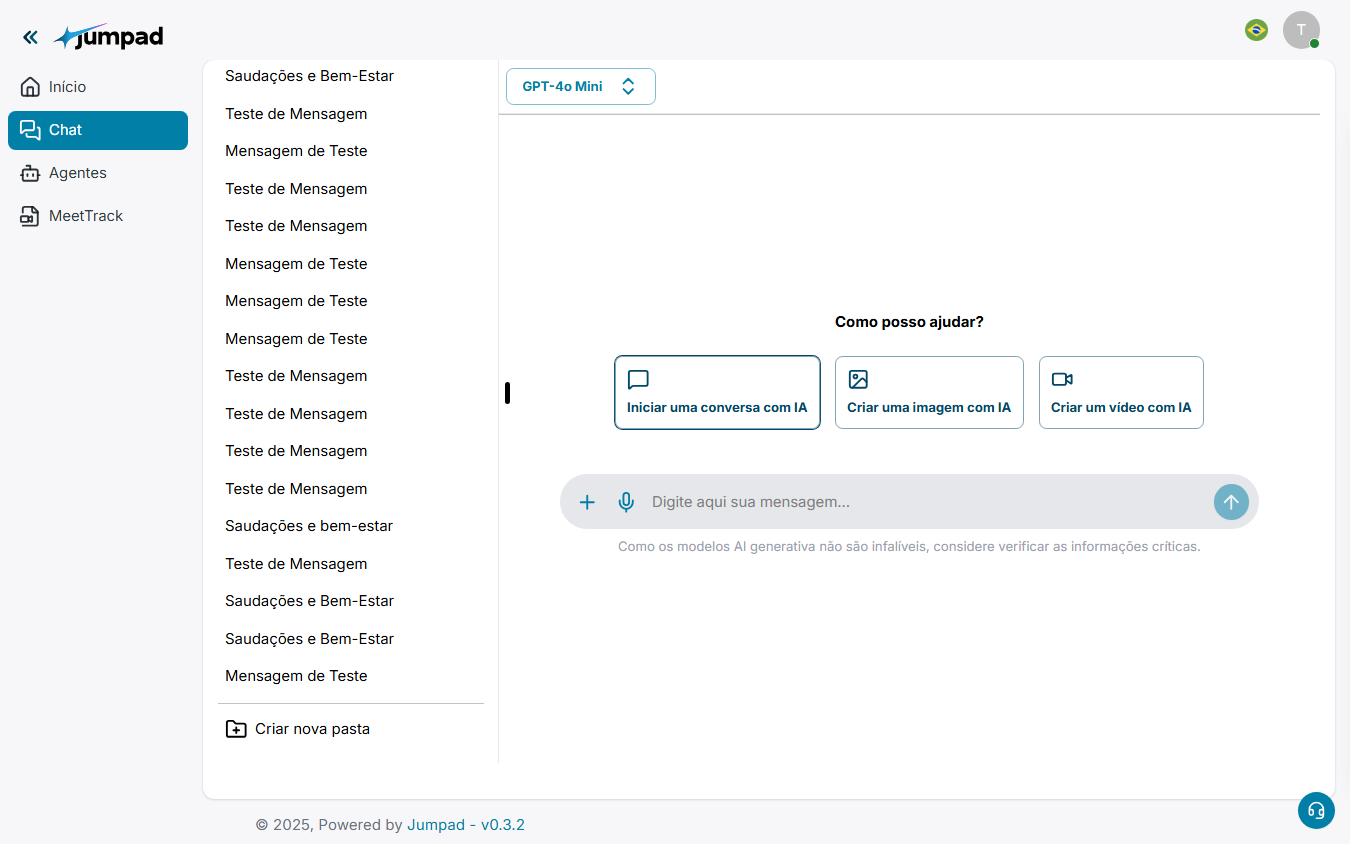 jumpad
T
Início
Chat
Agentes
MeetTrack
Saudações e Bem-Estar
Teste de Mensagem
Mensagem de Teste
Teste de Mensagem
Teste de Mensagem
Mensagem de Teste
Mensagem de Teste
Mensagem de Teste
Teste de Mensagem
Teste de Mensagem
Teste de Mensagem
Teste de Mensagem
Saudações e bem-estar
Teste de Mensagem
Saudações e Bem-Estar
Saudações e Bem-Estar
Mensagem de Teste
Criar nova pasta
GPT-4o Mini
Como posso ajudar?
Iniciar uma conversa com IA
Criar uma imagem com IA
Criar um vídeo com IA
Digite aqui sua mensagem...
Como os modelos AI generativa não são infalíveis, considere verificar as informações críticas.
© 2025, Powered by Jumpad - v0.3.2